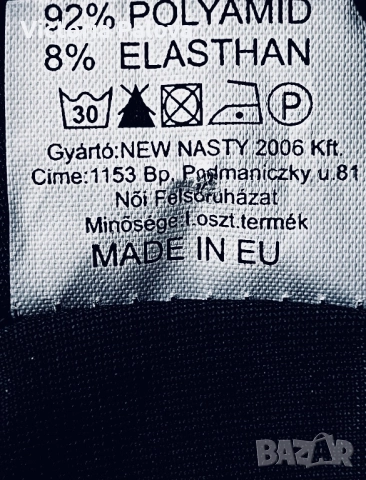 92% POLYAMID
8% ELASTHAN
30 P
Gyártó:NEW NASTY 2006 Kft.
Cime:1153 Bp. Podmaniczky u.81
Női Felsőruházat
Minősége:I.oszt.termék
MADE IN EU
BAZAR